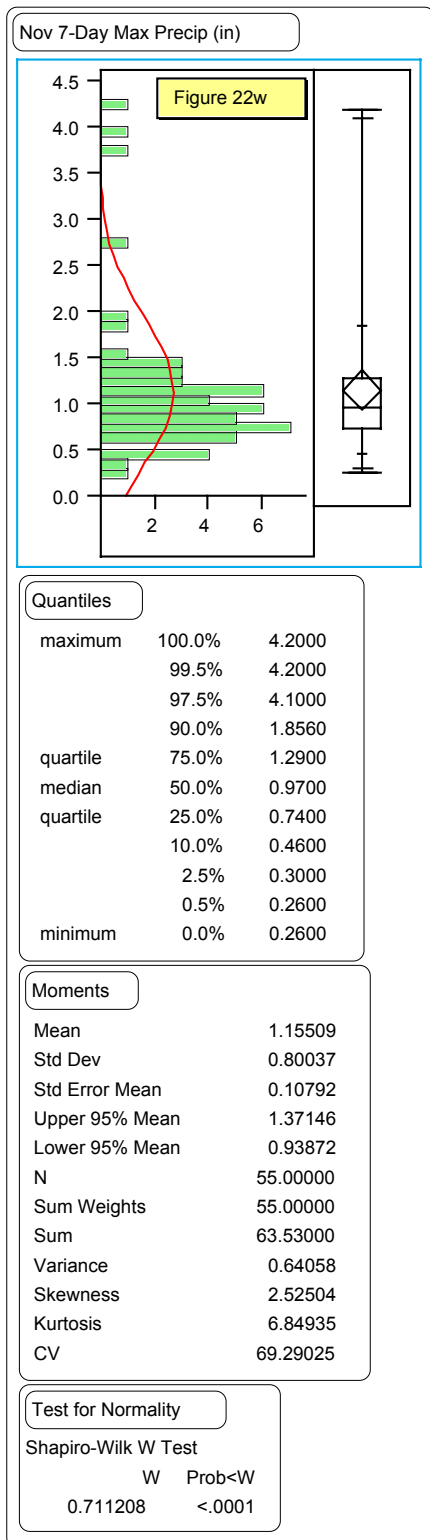 Nov 7-Day Max Precip (in)
Figure 22w
4.5
4.0
3.5
3.0
2.5
2.0
1.5
1.0
0.5
0.0
2 4 6
Quantiles
maximum 100.0% 4.2000
99.5% 4.2000
97.5% 4.1000
90.0% 1.8560
quartile 75.0% 1.2900
median 50.0% 0.9700
quartile 25.0% 0.7400
10.0% 0.4600
2.5% 0.3000
0.5% 0.2600
minimum 0.0% 0.2600
Moments
Mean 1.15509
Std Dev 0.80037
Std Error Mean 0.10792
Upper 95% Mean 1.37146
Lower 95% Mean 0.93872
N 55.00000
Sum Weights 55.00000
Sum 63.53000
Variance 0.64058
Skewness 2.52504
Kurtosis 6.84935
CV 69.29025
Test for Normality
Shapiro-Wilk W Test
W Prob<W
0.711208 <.0001